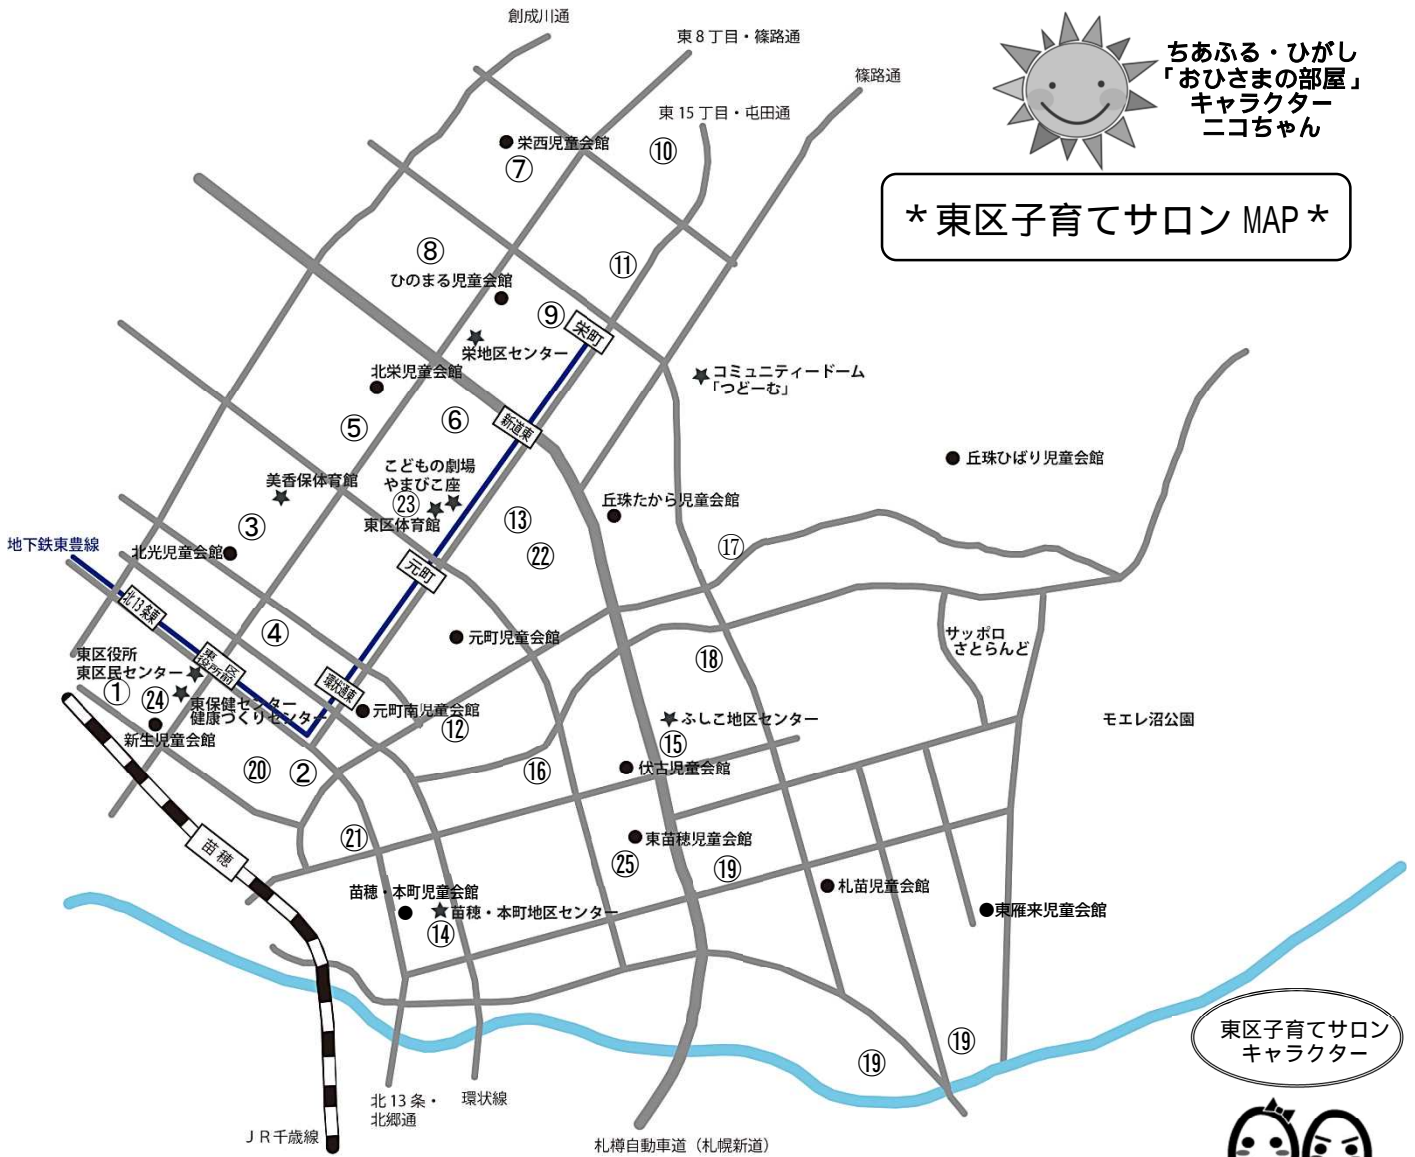 創成川通
東8丁目・篠路通
篠路通
東15丁目・屯田通
ちあふる・ひがし
「おひさまの部屋」
キャラクター
ニコちゃん
*東区子育てサロン MAP*
栄西児童会館
⑦
⑩
⑧
ひのまる児童会館
⑪
⑨
栄町
栄地区センター
コミュニティードーム
「つどーむ」
北栄児童会館
⑤
⑥
新道東
丘珠ひばり児童会館
美香保体育館
こどもの劇場
やまびこ座
㉓
東区体育館
丘珠たから児童会館
③
⑬
㉒
⑰
地下鉄東豊線
北光児童会館
元町
北13条東
④
元町児童会館
サッポロ
さとらんど
東区役所
東区民センター
東区
役所前
①
㉔
東保健センター
健康づくりセンター
新生児童会館
環状通東
元町南児童会館
⑫
⑱
ふしこ地区センター
⑮
モエレ沼公園
⑳
②
⑯
伏古児童会館
㉑
苗穂
東苗穂児童会館
㉕
⑲
苗穂・本町児童会館
苗穂・本町地区センター
⑭
札苗児童会館
東雁来児童会館
⑲
⑲
東区子育てサロン
キャラクター
北13条・
北郷通
環状線
JR千歳線
札樽自動車道（札幌新道）